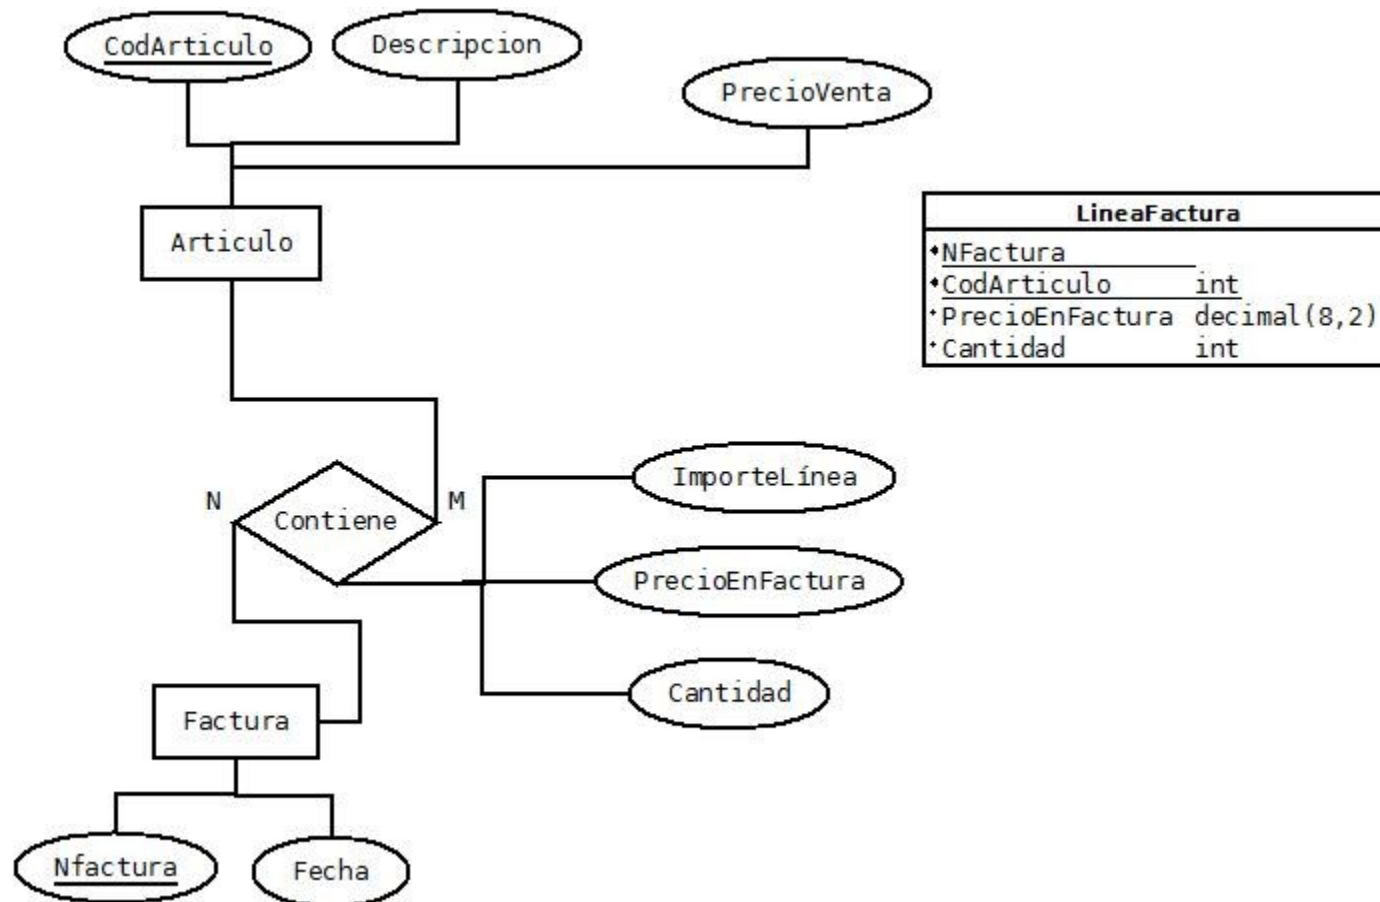 CodArticulo
Descripcion
PrecioVenta
Articulo
LineaFactura
NFactura
CodArticulo int
PrecioEnFactura decimal(8,2)
Cantidad int
N
Contiene
M
ImporteLínea
PrecioEnFactura
Cantidad
Factura
Nfactura
Fecha